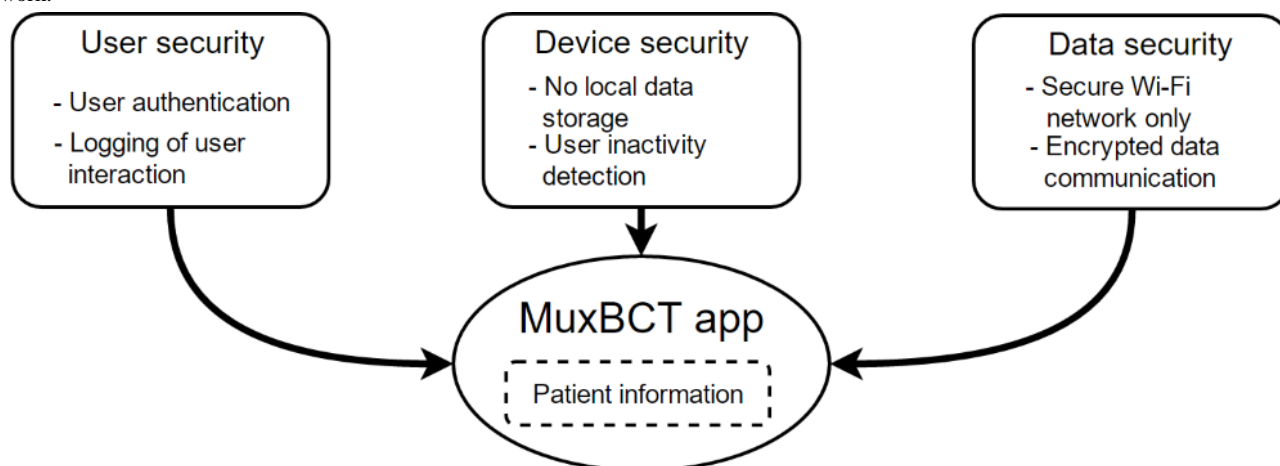 User security
- User authentication
- Logging of user
interaction
Device security
- No local data
storage
- User inactivity
detection
Data security
- Secure Wi-Fi
network only
- Encrypted data
communication
MuxBCT app
Patient information